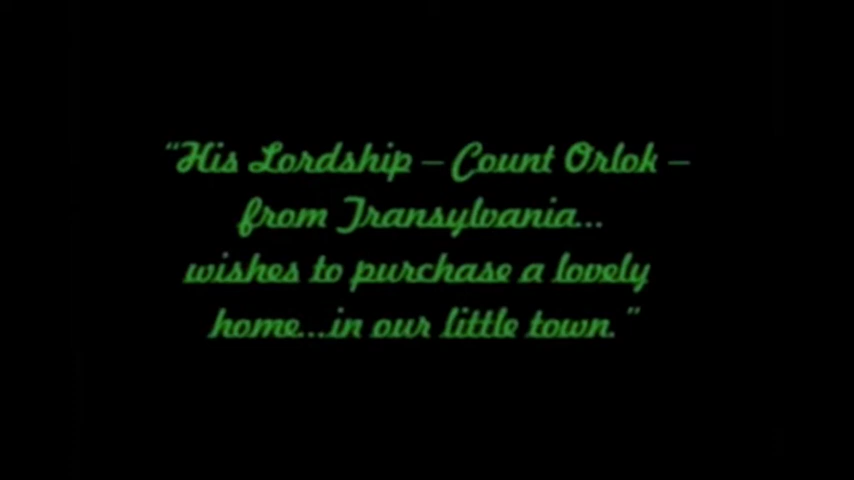 "His Lordship – Count Orlok –
from Transylvania...
wishes to purchase a lovely
home...in our little town."